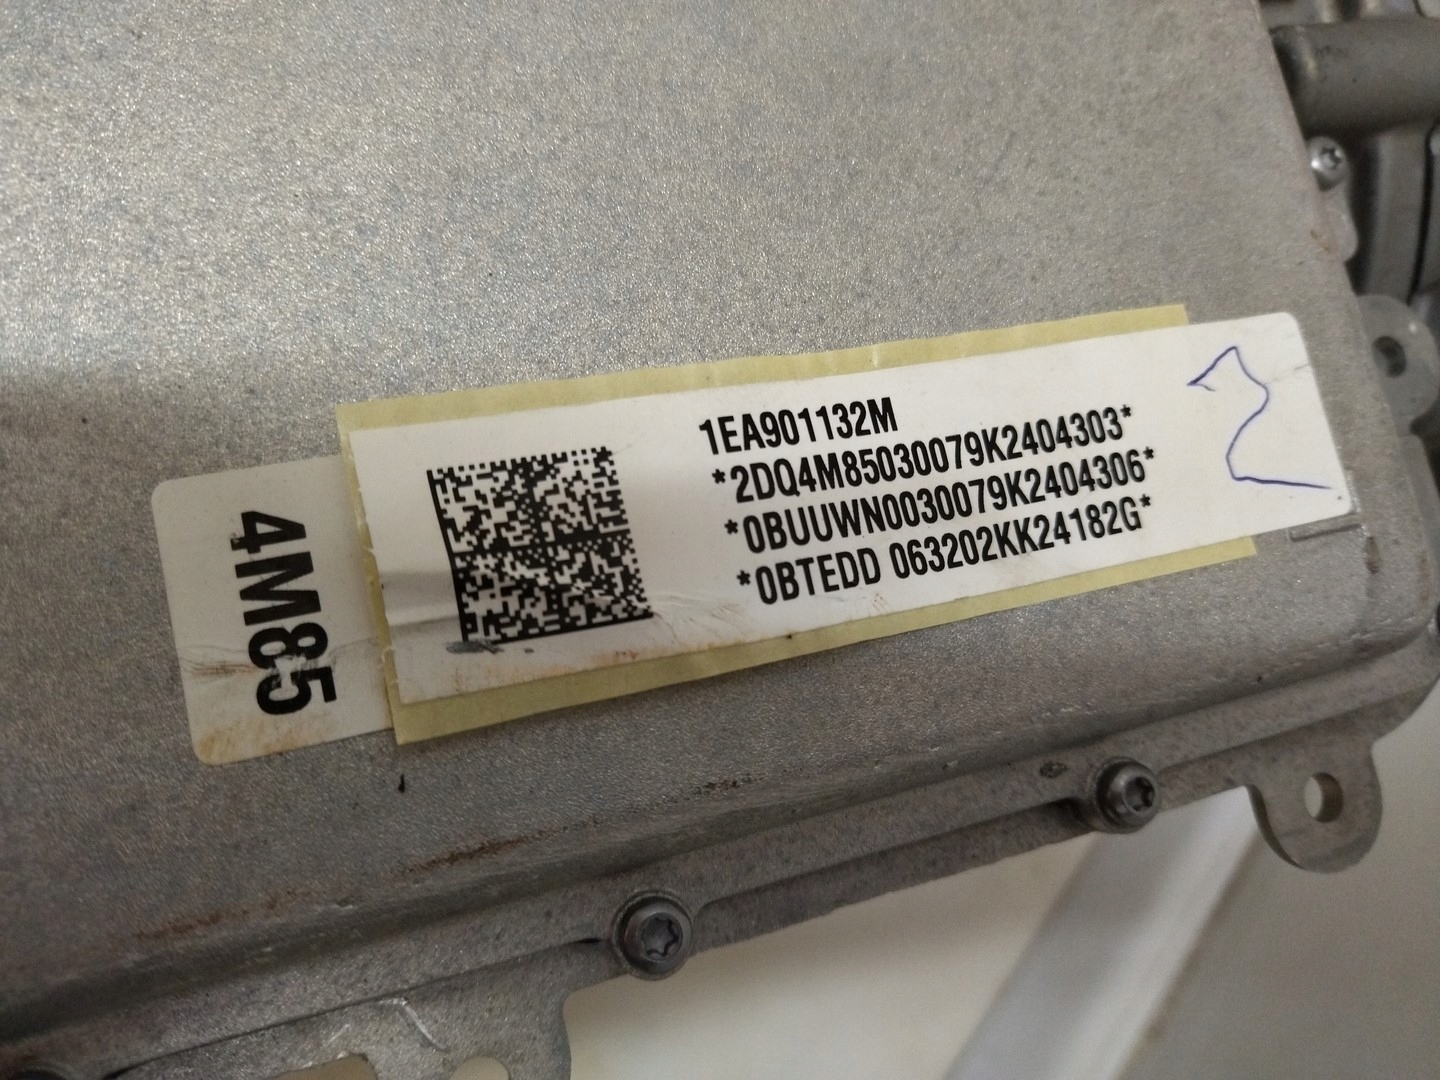 4M85
1EA901132M
*2DQ4M85030079K2404303*
*0BUUWN0030079K2404306*
*0BTEDD 063202KK24182G*